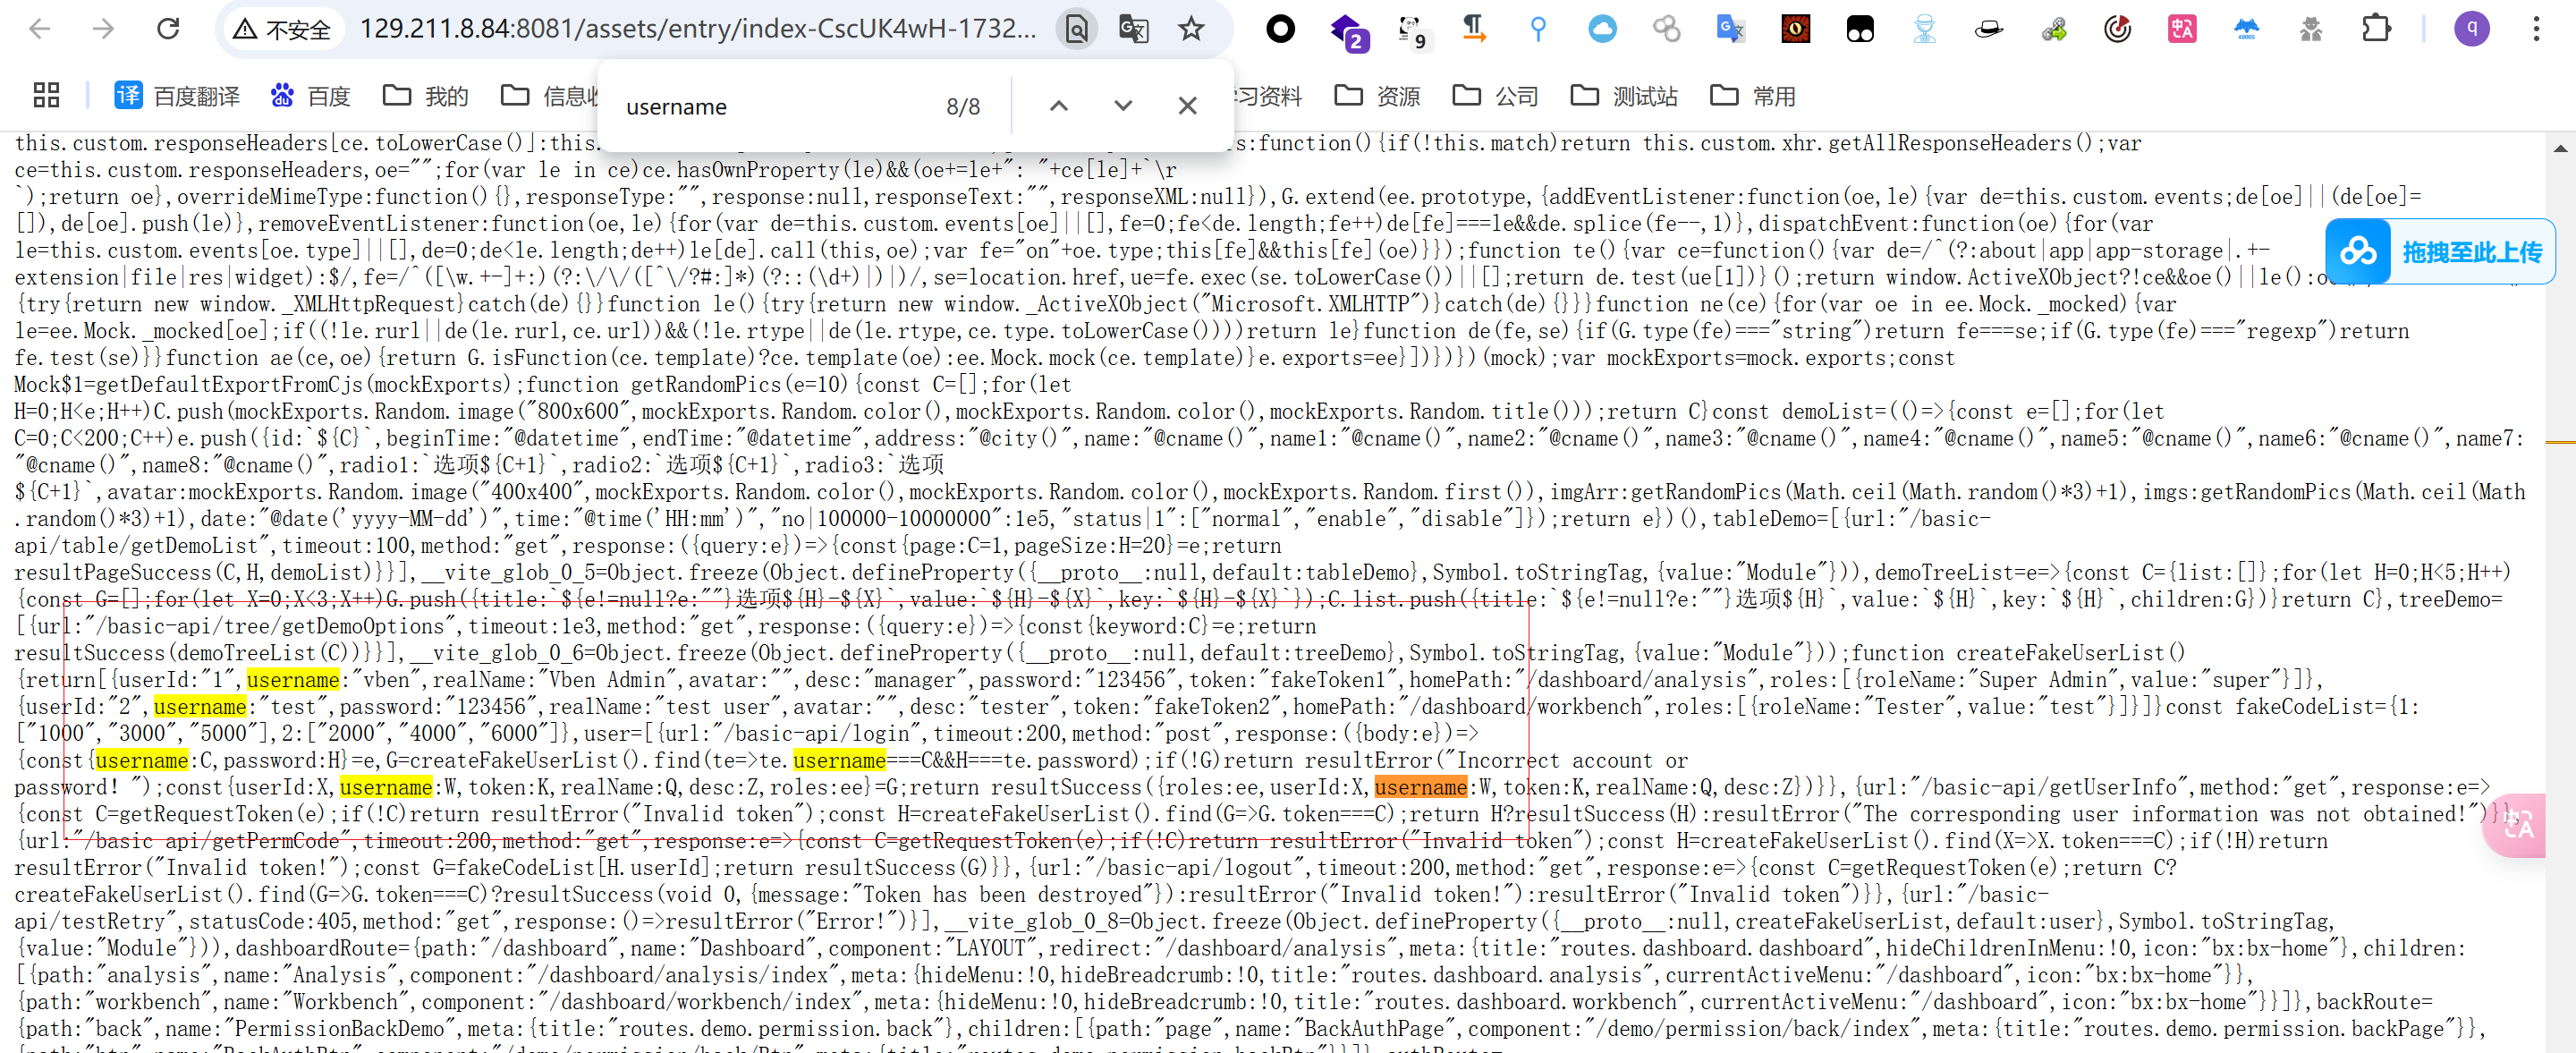 不安全 129.211.8.84:8081/assets/entry/index-CscUK4wH-1732... 2 9 q
译 百度翻译 百度 我的 信息收 学习资料 资源 公司 测试站 常用
username 8/8
this.custom.responseHeaders[ce.toLowerCase()]:this. s:function(){if(!this.match)return this.custom.xhr.getAllResponseHeaders();var
ce=this.custom.responseHeaders,oe="";for(var le in ce)ce.hasOwnProperty(le)&&(oe+=le+": "+ce[le]+`\r
`);return oe},overrideMimeType:function(){},responseType:"",response:null,responseText:"",responseXML:null}),G.extend(ee.prototype,{addEventListener:function(oe,le){var de=this.custom.events;de[oe]||(de[oe]=
[]),de[oe].push(le)},removeEventListener:function(oe,le){for(var de=this.custom.events[oe]||[],fe=0;fe<de.length;fe++)de[fe]===le&&de.splice(fe--,1)},dispatchEvent:function(oe){for(var
le=this.custom.events[oe.type]||[],de=0;de<le.length;de++)le[de].call(this,oe);var fe="on"+oe.type;this[fe]&&this[fe](oe)}});function te(){var ce=function(){var de=/^(?:about|app|app-storage|.+-
拖拽至此上传
extension|file|res|widget):$/,fe=/^([\w.+-]+:)(?:\/\/([^\/?#:]*)(?::(\d+)|)|)/,se=location.href,ue=fe.exec(se.toLowerCase())||[];return de.test(ue[1])}();return window.ActiveXObject?!ce&&oe()||le():o
{try{return new window._XMLHttpRequest}catch(de){}}function le(){try{return new window._ActiveXObject("Microsoft.XMLHTTP")}catch(de){}}}function ne(ce){for(var oe in ee.Mock._mocked){var
le=ee.Mock._mocked[oe];if((!le.rurl||de(le.rurl,ce.url))&&(!le.rtype||de(le.rtype,ce.type.toLowerCase())))return le}function de(fe,se){if(G.type(fe)==="string")return fe===se;if(G.type(fe)==="regexp")return
fe.test(se)}}function ae(ce,oe){return G.isFunction(ce.template)?ce.template(oe):ee.Mock.mock(ce.template)}e.exports=ee}])})})(mock);var mockExports=mock.exports;const
Mock$1=getDefaultExportFromCjs(mockExports);function getRandomPics(e=10){const C=[];for(let
H=0;H<e;H++)C.push(mockExports.Random.image("800x600",mockExports.Random.color(),mockExports.Random.color(),mockExports.Random.title()));return C}const demoList=(()=>{const e=[];for(let
C=0;C<200;C++)e.push({id:`${C}`,beginTime:"@datetime",endTime:"@datetime",address:"@city()",name:"@cname()",name1:"@cname()",name2:"@cname()",name3:"@cname()",name4:"@cname()",name5:"@cname()",name6:"@cname()",name7:
"@cname()",name8:"@cname()",radio1:`选项${C+1}`,radio2:`选项${C+1}`,radio3:`选项
${C+1}`,avatar:mockExports.Random.image("400x400",mockExports.Random.color(),mockExports.Random.color(),mockExports.Random.first()),imgArr:getRandomPics(Math.ceil(Math.random()*3)+1),imgs:getRandomPics(Math.ceil(Math
.random()*3)+1),date:"@date('yyyy-MM-dd')",time:"@time('HH:mm')","no|100000-10000000":1e5,"status|1":["normal","enable","disable"]});return e})(),tableDemo=[{url:"/basic-
api/table/getDemoList",timeout:100,method:"get",response:({query:e})=>{const{page:C=1,pageSize:H=20}=e;return
resultPageSuccess(C,H,demoList)}}],__vite_glob_0_5=Object.freeze(Object.defineProperty({__proto__:null,default:tableDemo},Symbol.toStringTag,{value:"Module"})),demoTreeList=e=>{const C={list:[]};for(let H=0;H<5;H++)
{const G=[];for(let X=0;X<3;X++)G.push({title:`${e!=null?e:""}选项${H}-${X}`,value:`${H}-${X}`,key:`${H}-${X}`});C.list.push({title:`${e!=null?e:""}选项${H}`,value:`${H}`,key:`${H}`,children:G})}return C},treeDemo=
[{url:"/basic-api/tree/getDemoOptions",timeout:1e3,method:"get",response:({query:e})=>{const{keyword:C}=e;return
resultSuccess(demoTreeList(C))}}],__vite_glob_0_6=Object.freeze(Object.defineProperty({__proto__:null,default:treeDemo},Symbol.toStringTag,{value:"Module"}));function createFakeUserList()
{return[{userId:"1",username:"vben",realName:"Vben Admin",avatar:"",desc:"manager",password:"123456",token:"fakeToken1",homePath:"/dashboard/analysis",roles:[{roleName:"Super Admin",value:"super"}]},
{userId:"2",username:"test",password:"123456",realName:"test user",avatar:"",desc:"tester",token:"fakeToken2",homePath:"/dashboard/workbench",roles:[{roleName:"Tester",value:"test"}]}]}const fakeCodeList={1:
["1000","3000","5000"],2:["2000","4000","6000"]},user=[{url:"/basic-api/login",timeout:200,method:"post",response:({body:e})=>
{const{username:C,password:H}=e,G=createFakeUserList().find(te=>te.username===C&&H===te.password);if(!G)return resultError("Incorrect account or
password! ");const{userId:X,username:W,token:K,realName:Q,desc:Z,roles:ee}=G;return resultSuccess({roles:ee,userId:X,username:W,token:K,realName:Q,desc:Z})}},{url:"/basic-api/getUserInfo",method:"get",response:e=>
{const C=getRequestToken(e);if(!C)return resultError("Invalid token");const H=createFakeUserList().find(G=>G.token===C);return H?resultSuccess(H):resultError("The corresponding user information was not obtained!")}},
{url:"/basic-api/getPermCode",timeout:200,method:"get",response:e=>{const C=getRequestToken(e);if(!C)return resultError("Invalid token");const H=createFakeUserList().find(X=>X.token===C);if(!H)return
resultError("Invalid token!");const G=fakeCodeList[H.userId];return resultSuccess(G)}},{url:"/basic-api/logout",timeout:200,method:"get",response:e=>{const C=getRequestToken(e);return C?
createFakeUserList().find(G=>G.token===C)?resultSuccess(void 0,{message:"Token has been destroyed"}):resultError("Invalid token!"):resultError("Invalid token")}},{url:"/basic-
api/testRetry",statusCode:405,method:"get",response:()=>resultError("Error!")}],__vite_glob_0_8=Object.freeze(Object.defineProperty({__proto__:null,createFakeUserList,default:user},Symbol.toStringTag,
{value:"Module"})),dashboardRoute={path:"/dashboard",name:"Dashboard",component:"LAYOUT",redirect:"/dashboard/analysis",meta:{title:"routes.dashboard.dashboard",hideChildrenInMenu:!0,icon:"bx:bx-home"},children:
[{path:"analysis",name:"Analysis",component:"/dashboard/analysis/index",meta:{hideMenu:!0,hideBreadcrumb:!0,title:"routes.dashboard.analysis",currentActiveMenu:"/dashboard",icon:"bx:bx-home"}},
{path:"workbench",name:"Workbench",component:"/dashboard/workbench/index",meta:{hideMenu:!0,hideBreadcrumb:!0,title:"routes.dashboard.workbench",currentActiveMenu:"/dashboard",icon:"bx:bx-home"}}]},backRoute=
{path:"back",name:"PermissionBackDemo",meta:{title:"routes.demo.permission.back"},children:[{path:"page",name:"BackAuthPage",component:"/demo/permission/back/index",meta:{title:"routes.demo.permission.backPage"}},